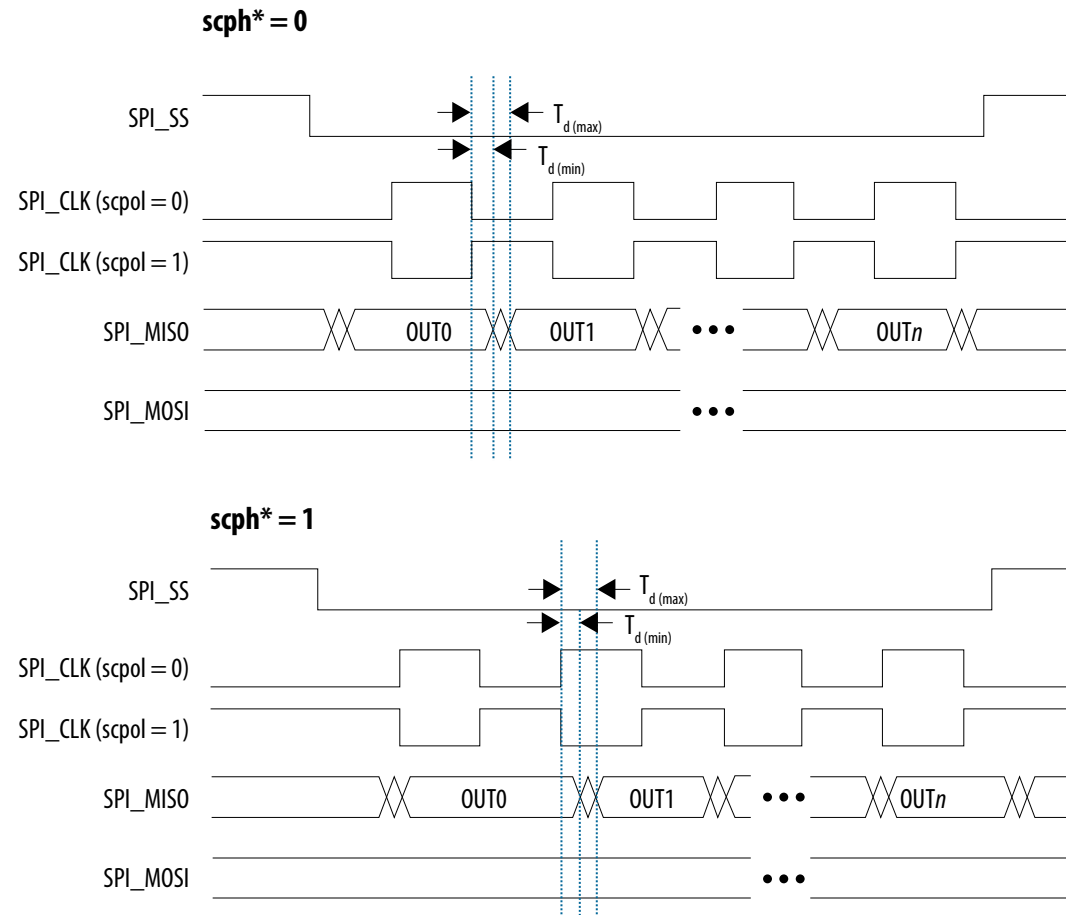 scph* = 0
SPI_SS
T d (max)
T d (min)
SPI_CLK (scpol = 0)
SPI_CLK (scpol = 1)
SPI_MISO
OUT0
OUT1
OUTn
SPI_MOSI
scph* = 1
SPI_SS
T d (max)
T d (min)
SPI_CLK (scpol = 0)
SPI_CLK (scpol = 1)
SPI_MISO
OUT0
OUT1
OUTn
SPI_MOSI